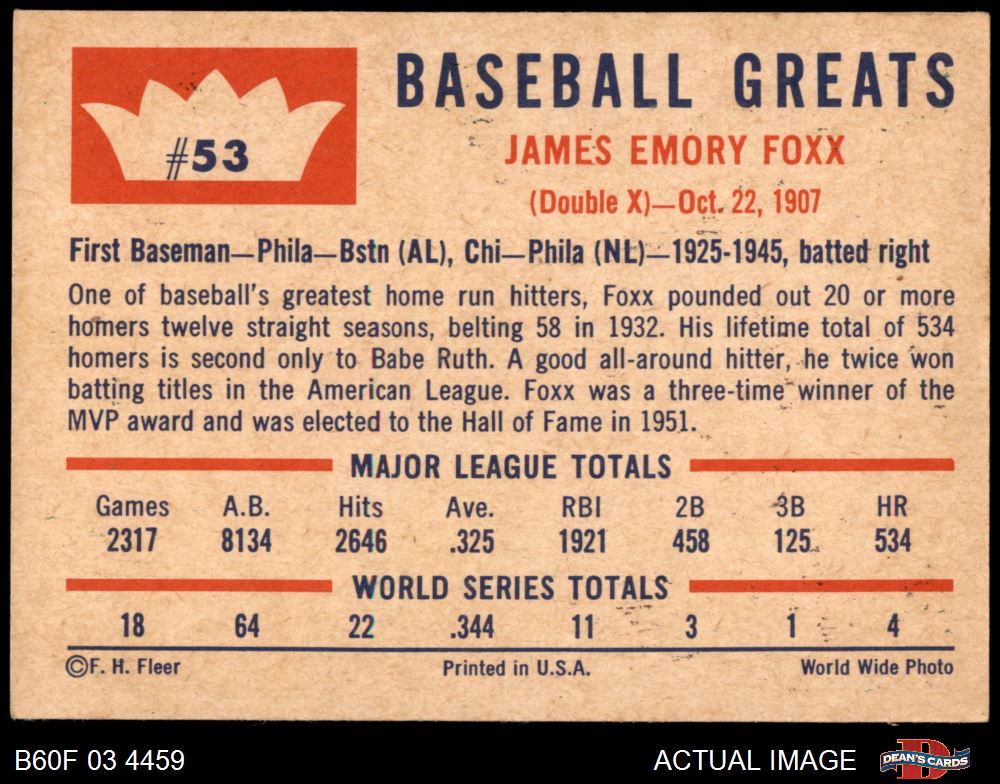 #53
BASEBALL GREATS
JAMES EMORY FOXX
(Double X)—Oct. 22, 1907
First Baseman—Phila—Bstn (AL), Chi—Phila (NL)—1925-1945, batted right
One of baseball's greatest home run hitters, Foxx pounded out 20 or more
homers twelve straight seasons, belting 58 in 1932. His lifetime total of 534
homers is second only to Babe Ruth. A good all-around hitter, he twice won
batting titles in the American League. Foxx was a three-time winner of the
MVP award and was elected to the Hall of Fame in 1951.
MAJOR LEAGUE TOTALS
Games A.B. Hits Ave. RBI 2B 3B HR
2317 8134 2646 .325 1921 458 125 534
WORLD SERIES TOTALS
18 64 22 .344 11 3 1 4
©F. H. Fleer Printed in U.S.A. World Wide Photo
B60F 03 4459 ACTUAL IMAGE DEAN'S CARDS